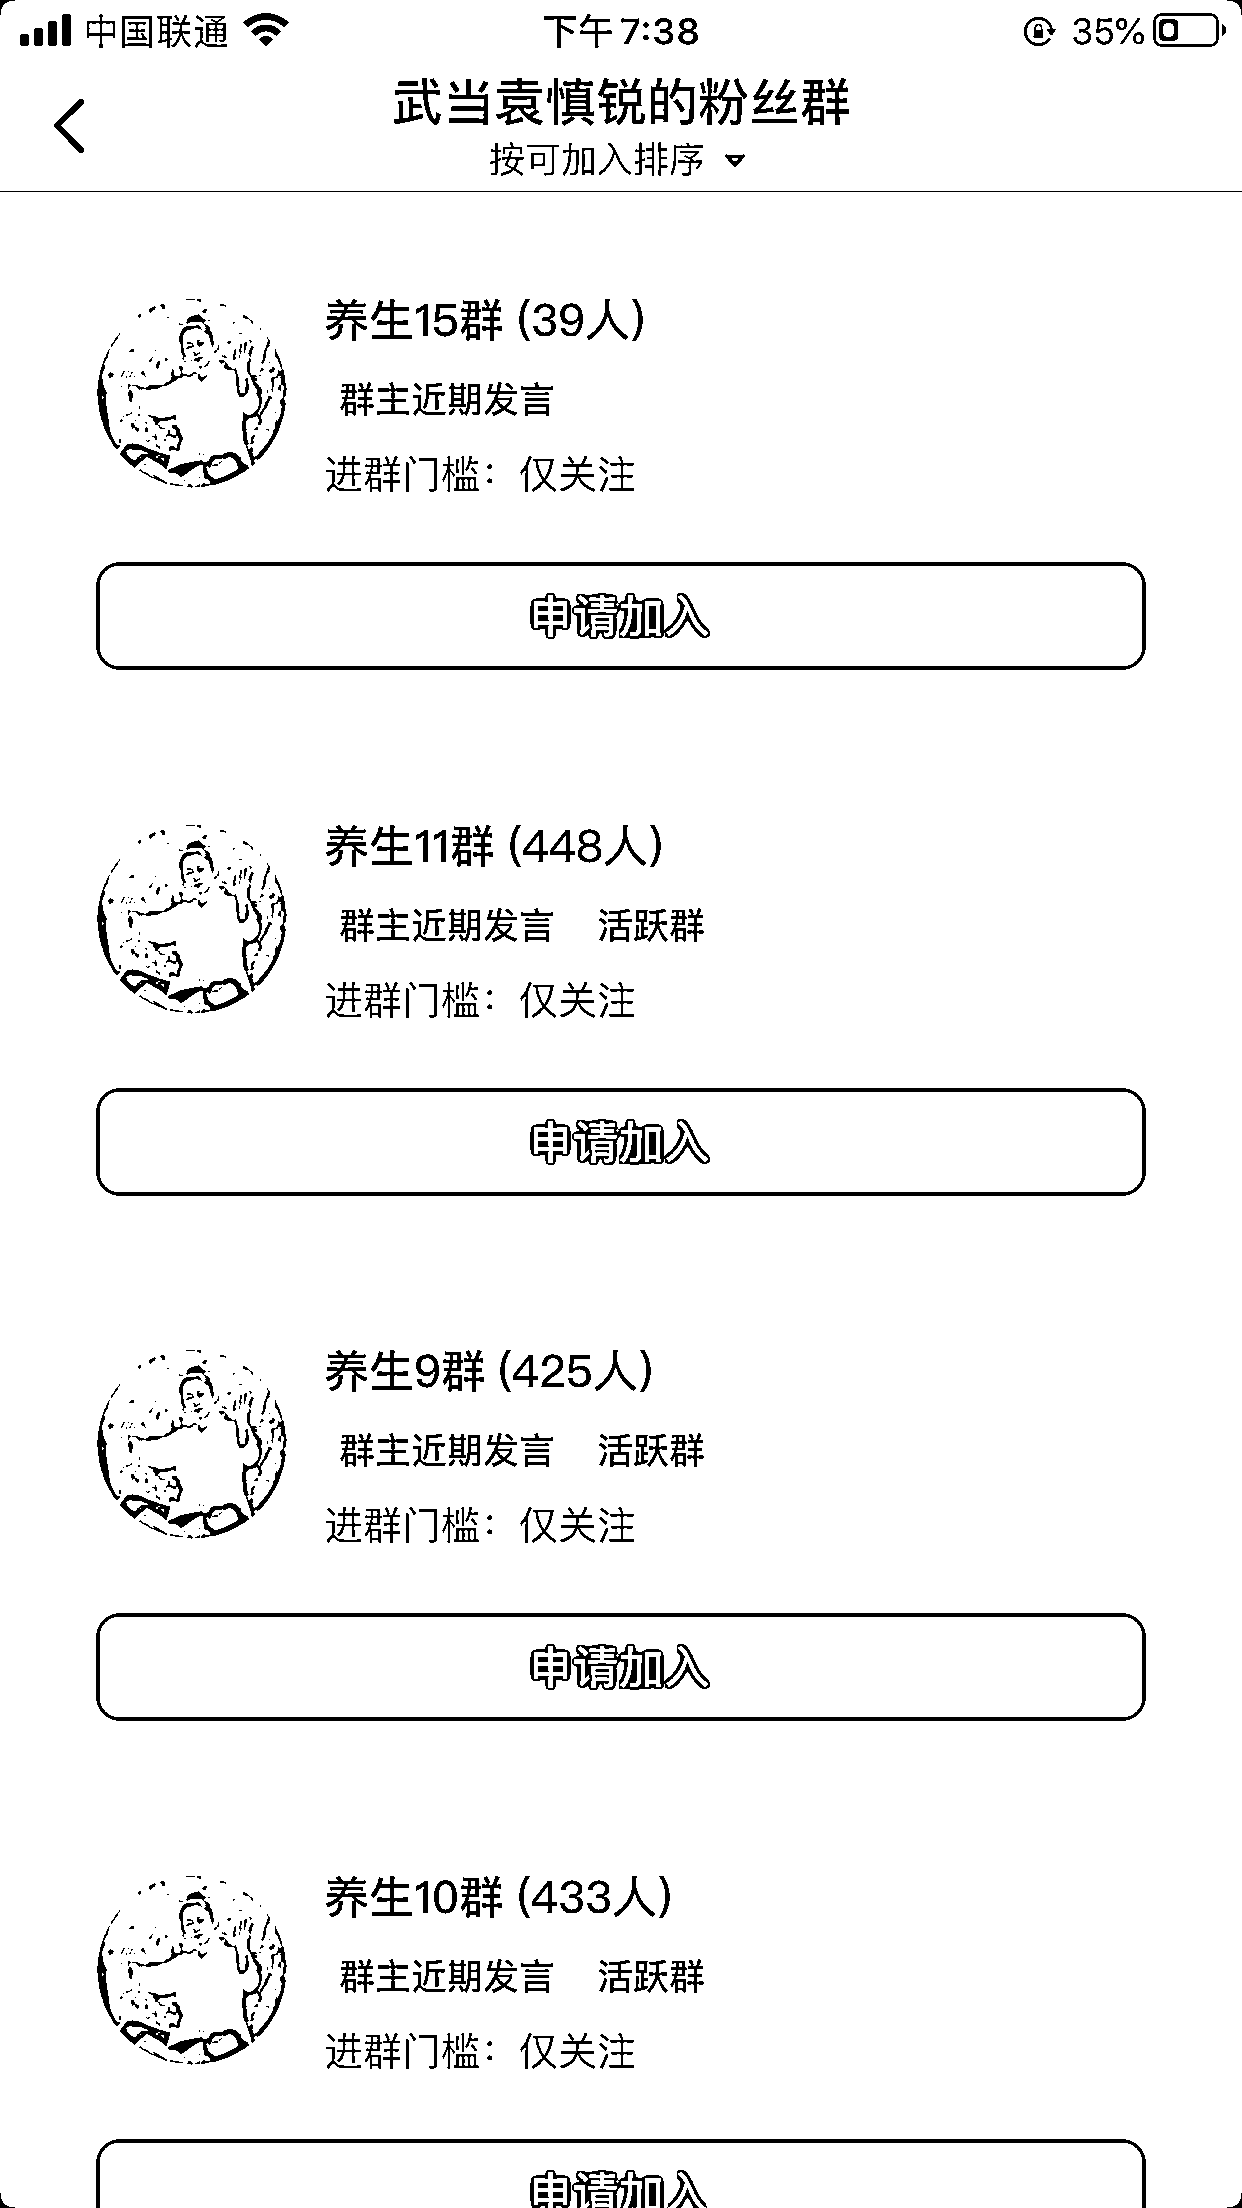 中国联通 下午7:38 35%
武当袁慎锐的粉丝群
按可加入排序
养生15群 (39人)
群主近期发言
进群门槛：仅关注
申请加入
养生11群 (448人)
群主近期发言 活跃群
进群门槛：仅关注
申请加入
养生9群 (425人)
群主近期发言 活跃群
进群门槛：仅关注
申请加入
养生10群 (433人)
群主近期发言 活跃群
进群门槛：仅关注
申请加入